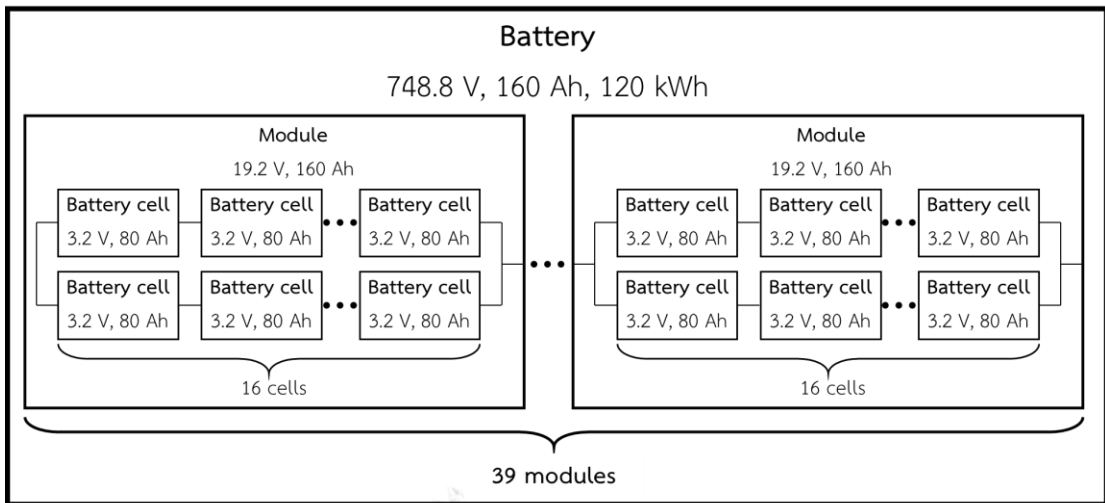 Battery
748.8 V, 160 Ah, 120 kWh
Module
19.2 V, 160 Ah
Battery cell Battery cell Battery cell
3.2 V, 80 Ah 3.2 V, 80 Ah 3.2 V, 80 Ah
Battery cell Battery cell Battery cell
3.2 V, 80 Ah 3.2 V, 80 Ah 3.2 V, 80 Ah
16 cells
Module
19.2 V, 160 Ah
Battery cell Battery cell Battery cell
3.2 V, 80 Ah 3.2 V, 80 Ah 3.2 V, 80 Ah
Battery cell Battery cell Battery cell
3.2 V, 80 Ah 3.2 V, 80 Ah 3.2 V, 80 Ah
16 cells
39 modules